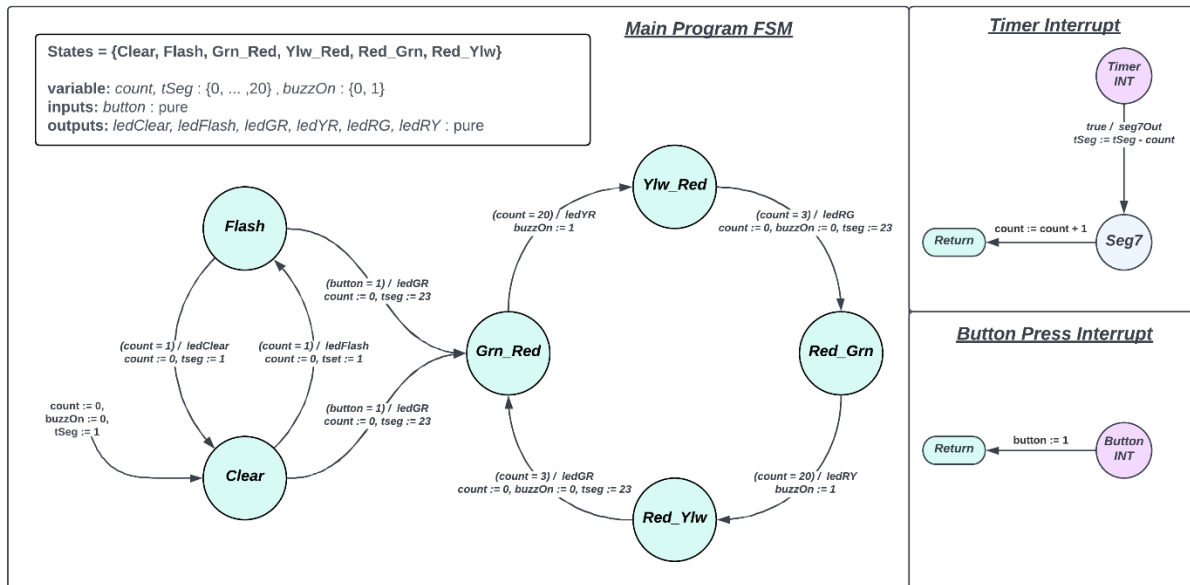 Main Program FSM
States = {Clear, Flash, Grn_Red, Ylw_Red, Red_Grn, Red_Ylw}
variable: count, tSeg : {0, ... ,20} , buzzOn : {0, 1}
inputs: button : pure
outputs: ledClear, ledFlash, ledGR, ledYR, ledRG, ledRY : pure
Flash
(button = 1) / ledGR
count := 0, tseg := 23
(count = 1) / ledClear
count := 0, tseg := 1
(count = 1) / ledFlash
count := 0, tset := 1
(button = 1) / ledGR
count := 0, tseg := 23
count := 0,
buzzOn := 0,
tSeg := 1
Clear
Grn_Red
(count = 20) / ledYR
buzzOn := 1
Ylw_Red
(count = 3) / ledRG
count := 0, buzzOn := 0, tseg := 23
Red_Grn
(count = 20) / ledRY
buzzOn := 1
Red_Ylw
(count = 3) / ledGR
count := 0, buzzOn := 0, tseg := 23
Timer Interrupt
Timer
INT
true / seg7Out
tSeg := tSeg - count
Seg7
count := count + 1
Return
Button Press Interrupt
Button
INT
button := 1
Return